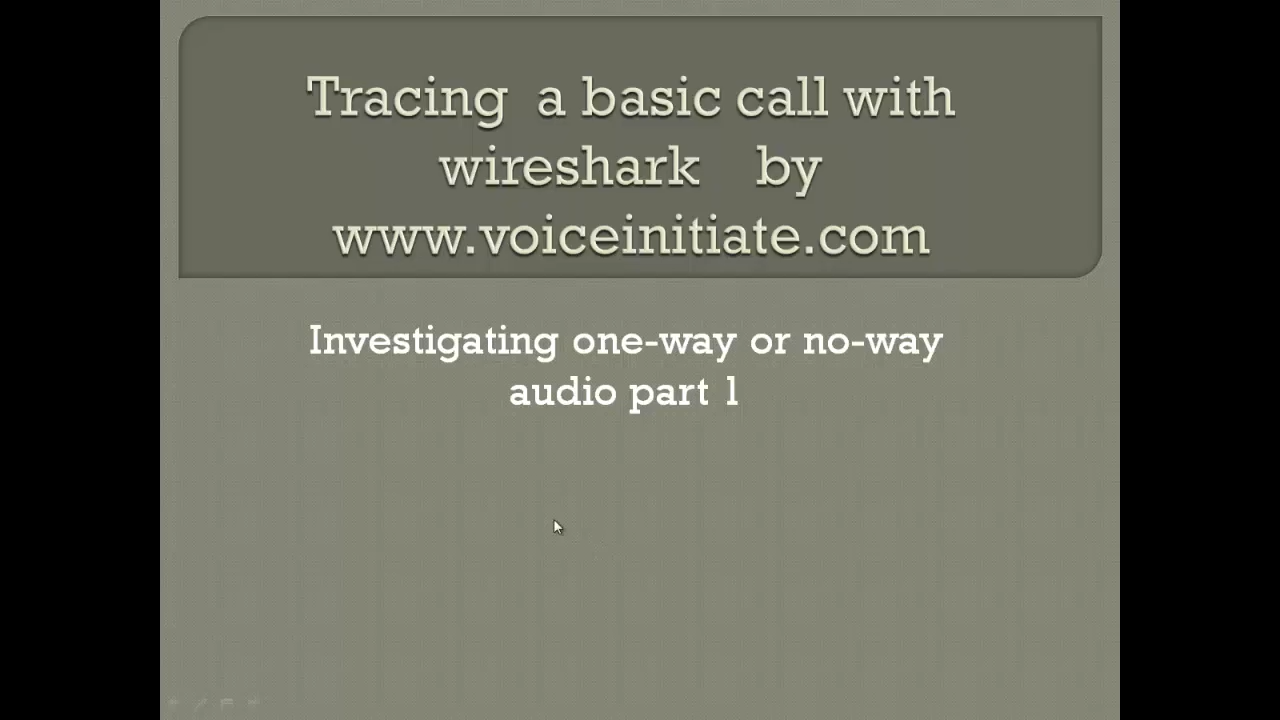 Tracing a basic call with
wireshark by
www.voiceinitiate.com
Investigating one-way or no-way
audio part 1